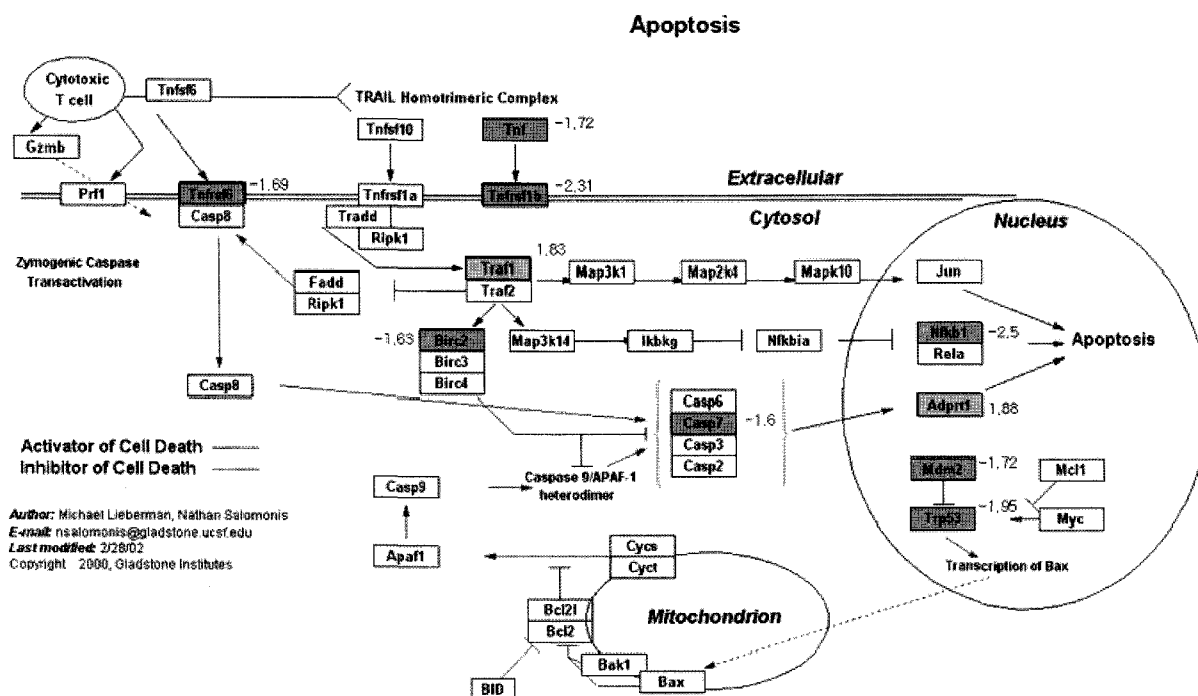 Apoptosis
Cytotoxic
T cell
Tnfsf6
TRAIL Homotrimeric Complex
Gzmb
Tnfsf10
Tnf
-1,72
Prf1
Tnfrsf6
-1,69
Casp8
Tnfrsf1a
Tradd
Ripk1
Tnfrsf1b
-2,31
Extracellular
Cytosol
Nucleus
Zymogenic Caspase
Transactivation
Fadd
Ripk1
1,83
Traf1
Traf2
Map3k1
Map2k4
Mapk10
Jun
-1,63
Birc2
Birc3
Birc4
Map3k14
Ikbkg
Nfkbia
Nfkb1
-2,5
Rela
Apoptosis
Casp8
Casp6
Casp7
-1,6
Casp3
Casp2
Adprt1
1,88
Activator of Cell Death
Inhibitor of Cell Death
Casp9
Caspase 9/APAF-1
heterodimer
Mdm2
-1,72
Mcl1
Trp53
-1,95
Myc
Author: Michael Lieberman, Nathan Salomonis
E-mail: nsalomonis@gladstone.ucsf.edu
Last modified: 2/28/02
Copyright 2000, Gladstone Institutes
Apaf1
Cycs
Cyct
Transcription of Bax
Bcl2l
Bcl2
Mitochondrion
Bak1
Bax
BID